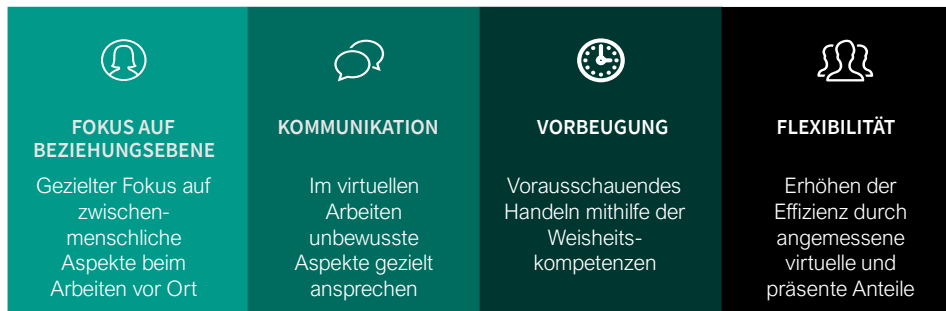 FOKUS AUF
BEZIEHUNGSEBENE
Gezielter Fokus auf
zwischen-
menschliche
Aspekte beim
Arbeiten vor Ort
KOMMUNIKATION
Im virtuellen
Arbeiten
unbewusste
Aspekte gezielt
ansprechen
VORBEUGUNG
Vorausschauendes
Handeln mithilfe der
Weisheits-
kompetenzen
FLEXIBILITÄT
Erhöhen der
Effizienz durch
angemessene
virtuelle und
präsente Anteile